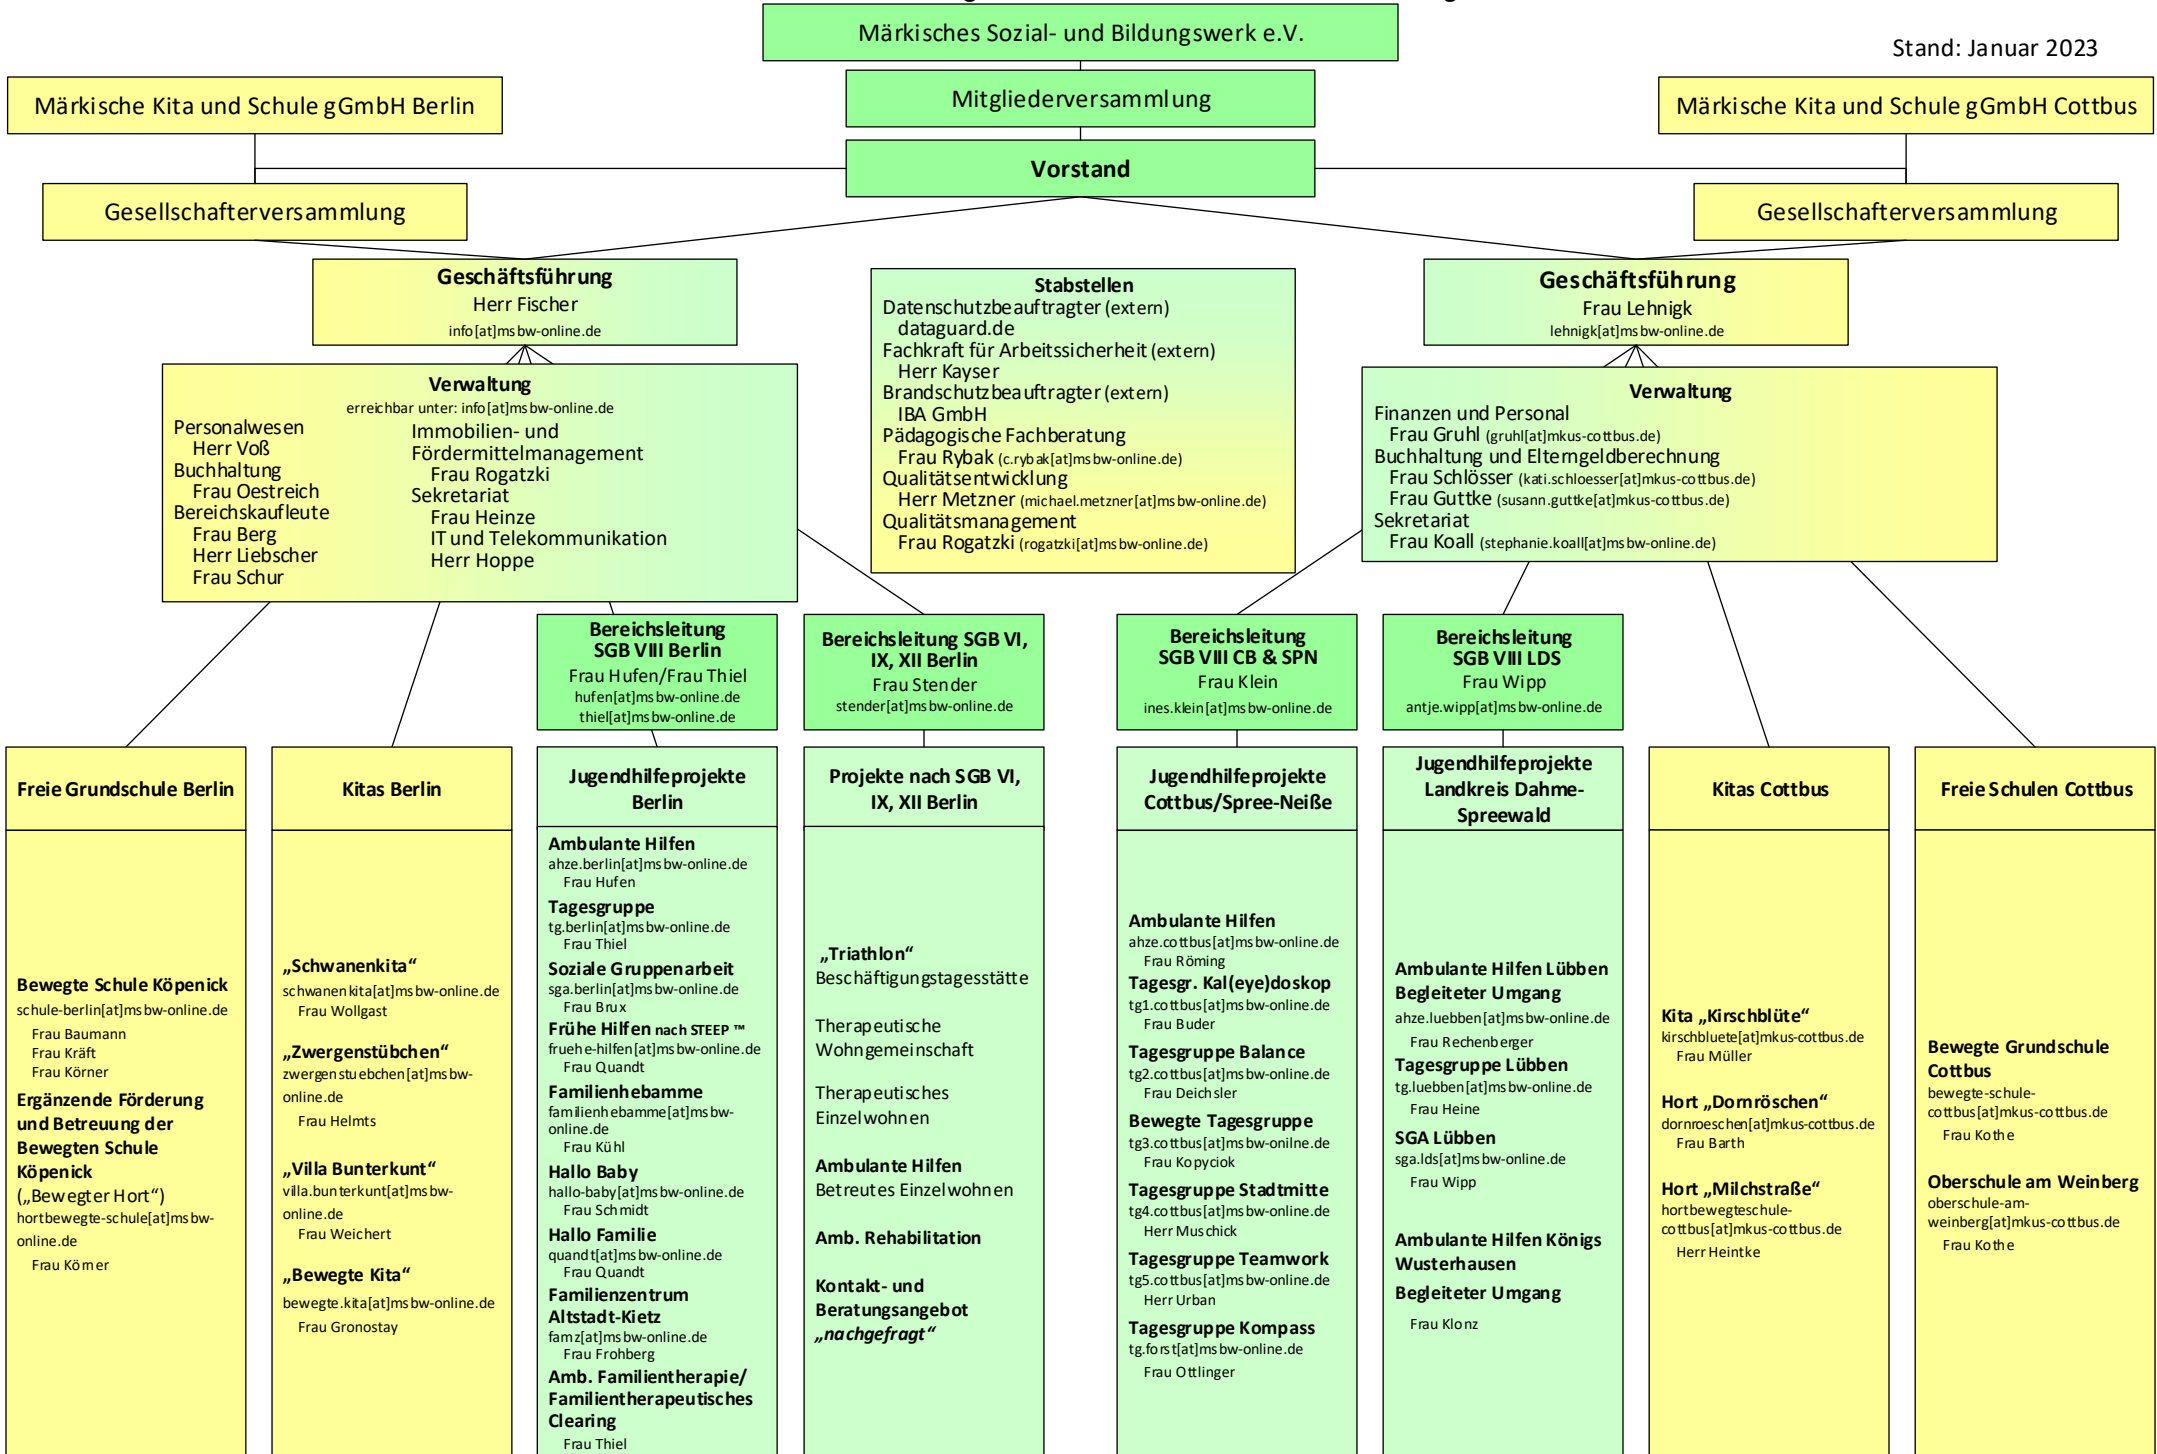 Märkisches Sozial- und Bildungswerk e.V.
Stand: Januar 2023
Märkische Kita und Schule gGmbH Berlin
Mitgliederversammlung
Märkische Kita und Schule gGmbH Cottbus
Vorstand
Gesellschafterversammlung
Gesellschafterversammlung
Geschäftsführung
Herr Fischer
info[at]msbw-online.de
Stabstellen
Datenschutzbeauftragter (extern)
dataguard.de
Fachkraft für Arbeitssicherheit (extern)
Herr Kayser
Brandschutzbeauftragter (extern)
IBA GmbH
Pädagogische Fachberatung
Frau Rybak (c.rybak[at]msbw-online.de)
Qualitätsentwicklung
Herr Metzner (michael.metzner[at]msbw-online.de)
Qualitätsmanagement
Frau Rogatzki (rogatzki[at]msbw-online.de)
Geschäftsführung
Frau Lehnigk
lehnigk[at]msbw-online.de
Verwaltung
erreichbar unter: info[at]msbw-online.de
Personalwesen
Herr Voß
Buchhaltung
Frau Oestreich
Bereichskaufleute
Frau Berg
Herr Liebscher
Frau Schur
Immobilien- und
Fördermittelmanagement
Frau Rogatzki
Sekretariat
Frau Heinze
IT und Telekommunikation
Herr Hoppe
Verwaltung
Finanzen und Personal
Frau Gruhl (gruhl[at]mkus-cottbus.de)
Buchhaltung und Elterngeldberechnung
Frau Schlösser (kati.schloesser[at]mkus-cottbus.de)
Frau Guttke (susann.guttke[at]mkus-cottbus.de)
Sekretariat
Frau Koall (stephanie.koall[at]msbw-online.de)
Bereichsleitung
SGB VIII Berlin
Frau Hufen/Frau Thiel
hufen[at]msbw-online.de
thiel[at]msbw-online.de
Bereichsleitung SGB VI,
IX, XII Berlin
Frau Stender
stender[at]msbw-online.de
Bereichsleitung
SGB VIII CB & SPN
Frau Klein
ines.klein[at]msbw-online.de
Bereichsleitung
SGB VIII LDS
Frau Wipp
antje.wipp[at]msbw-online.de
Freie Grundschule Berlin
Bewegte Schule Köpenick
schule-berlin[at]msbw-online.de
Frau Baumann
Frau Kräft
Frau Körner
Ergänzende Förderung
und Betreuung der
Bewegten Schule
Köpenick
(„Bewegter Hort“)
hortbewegte-schule[at]msbw-
online.de
Frau Körner
Kitas Berlin
„Schwanenkita“
schwanenkita[at]msbw-online.de
Frau Wollgast
„Zwergenstübchen“
zwergenstuebchen[at]msbw-
online.de
Frau Helmts
„Villa Bunterkunt“
villa.bunterkunt[at]msbw-
online.de
Frau Weichert
„Bewegte Kita“
bewegte.kita[at]msbw-online.de
Frau Gronostay
Jugendhilfeprojekte
Berlin
Ambulante Hilfen
ahze.berlin[at]msbw-online.de
Frau Hufen
Tagesgruppe
tg.berlin[at]msbw-online.de
Frau Thiel
Soziale Gruppenarbeit
sga.berlin[at]msbw-online.de
Frau Brux
Frühe Hilfen nach STEEP ™
fruehe-hilfen[at]msbw-online.de
Frau Quandt
Familienhebamme
familienhebamme[at]msbw-
online.de
Frau Kühl
Hallo Baby
hallo-baby[at]msbw-online.de
Frau Schmidt
Hallo Familie
quandt[at]msbw-online.de
Frau Quandt
Familienzentrum
Altstadt-Kietz
famz[at]msbw-online.de
Frau Frohberg
Amb. Familientherapie/
Familientherapeutisches
Clearing
Frau Thiel
Projekte nach SGB VI,
IX, XII Berlin
„Triathlon“
Beschäftigungstagesstätte
Therapeutische
Wohngemeinschaft
Therapeutisches
Einzelwohnen
Ambulante Hilfen
Betreutes Einzelwohnen
Amb. Rehabilitation
Kontakt- und
Beratungsangebot
„nachgefragt“
Jugendhilfeprojekte
Cottbus/Spree-Neiße
Ambulante Hilfen
ahze.cottbus[at]msbw-online.de
Frau Röming
Tagesgr. Kal(eye)doskop
tg1.cottbus[at]msbw-online.de
Frau Buder
Tagesgruppe Balance
tg2.cottbus[at]msbw-online.de
Frau Deichsler
Bewegte Tagesgruppe
tg3.cottbus[at]msbw-onilne.de
Frau Kopyciok
Tagesgruppe Stadtmitte
tg4.cottbus[at]msbw-online.de
Herr Muschick
Tagesgruppe Teamwork
tg5.cottbus[at]msbw-online.de
Herr Urban
Tagesgruppe Kompass
tg.forst[at]msbw-online.de
Frau Ottlinger
Jugendhilfeprojekte
Landkreis Dahme-
Spreewald
Ambulante Hilfen Lübben
Begleiteter Umgang
ahze.luebben[at]msbw-online.de
Frau Rechenberger
Tagesgruppe Lübben
tg.luebben[at]msbw-online.de
Frau Heine
SGA Lübben
sga.lds[at]msbw-online.de
Frau Wipp
Ambulante Hilfen Königs
Wusterhausen
Begleiteter Umgang
Frau Klonz
Kitas Cottbus
Kita „Kirschblüte“
kirschbluete[at]mkus-cottbus.de
Frau Müller
Hort „Dornröschen“
dornroeschen[at]mkus-cottbus.de
Frau Barth
Hort „Milchstraße“
hortbewegteschule-
cottbus[at]mkus-cottbus.de
Herr Heintke
Freie Schulen Cottbus
Bewegte Grundschule
Cottbus
bewegte-schule-
cottbus[at]mkus-cottbus.de
Frau Kothe
Oberschule am Weinberg
oberschule-am-
weinberg[at]mkus-cottbus.de
Frau Kothe